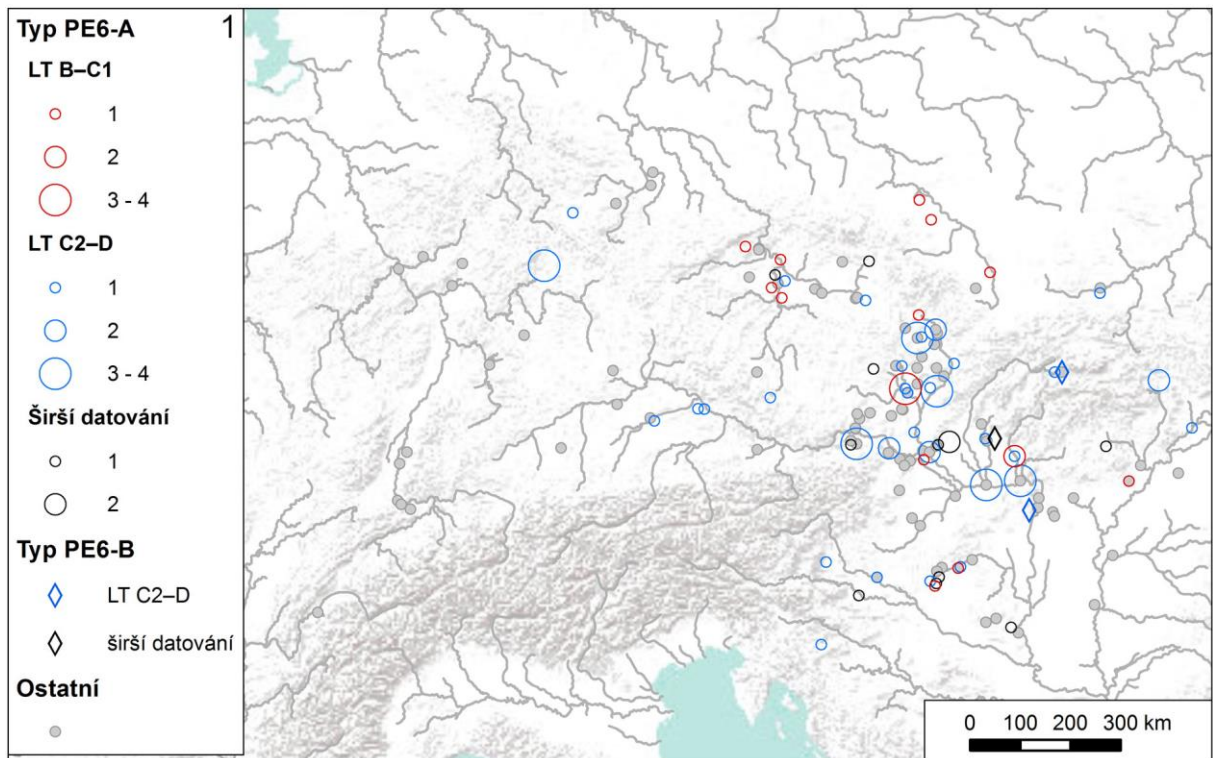 Typ PE6-A 1
LT B–C1
1
2
3 - 4
LT C2–D
1
2
3 - 4
Širší datování
1
2
Typ PE6-B
LT C2–D
širší datování
Ostatní
0 100 200 300 km